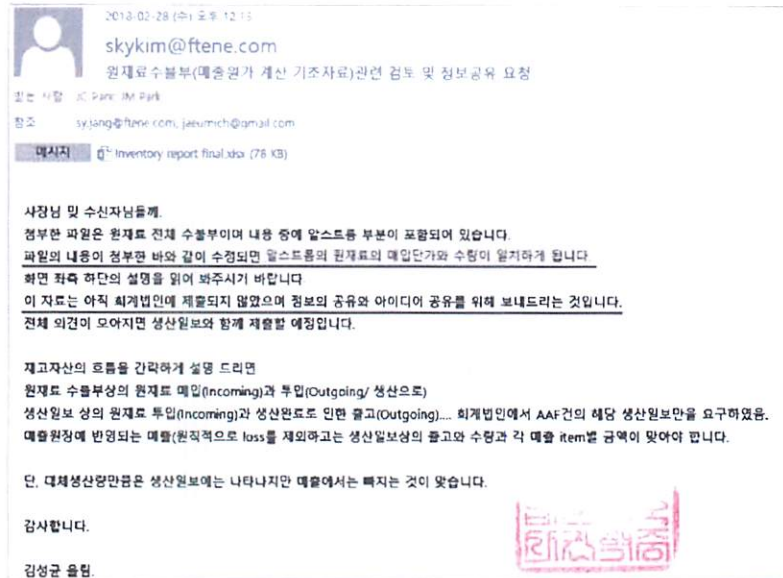 2018-02-28 (수) 오후 12:13
skykim@ftene.com
원재료수불부(매출원가 계산 기초자료)관련 검토 및 정보공유 요청
받는 사람 JC Park; JM Park
참조 sy.jang@ftene.com; jaeumich@gmail.com
메시지 Inventory report final.xlsx (78 KB)
사장님 및 수신자님들께.
첨부한 파일은 원재료 전체 수불부이며 내용 중에 알스트롬 부분이 포함되어 있습니다.
파일의 내용이 첨부한 바와 같이 수정되면 알스트롬의 원재료의 매입단가와 수량이 일치하게 됩니다.
화면 좌측 하단의 설명을 읽어 봐주시기 바랍니다.
이 자료는 아직 회계법인에 제출되지 않았으며 정보의 공유와 아이디어 공유를 위해 보내드리는 것입니다.
전체 의견이 모아지면 생산일보와 함께 제출할 예정입니다.
재고자산의 흐름을 간략하게 설명 드리면
원재료 수불부상의 원재료 매입(Incoming)과 투입(Outgoing/ 생산으로)
생산일보 상의 원재료 투입(Incoming)과 생산완료로 인한 출고(Outgoing).... 회계법인에서 AAF건의 해당 생산일보만을 요구하였음.
매출원장에 반영되는 매출(원직적으로 loss를 제외하고는 생산일보상의 출고와 수량과 각 매출 item별 금액이 맞아야 합니다.
단, 대체생산량만큼은 생산일보에는 나타나지만 매출에서는 빠지는 것이 맞습니다.
감사합니다.
김성균 올림.